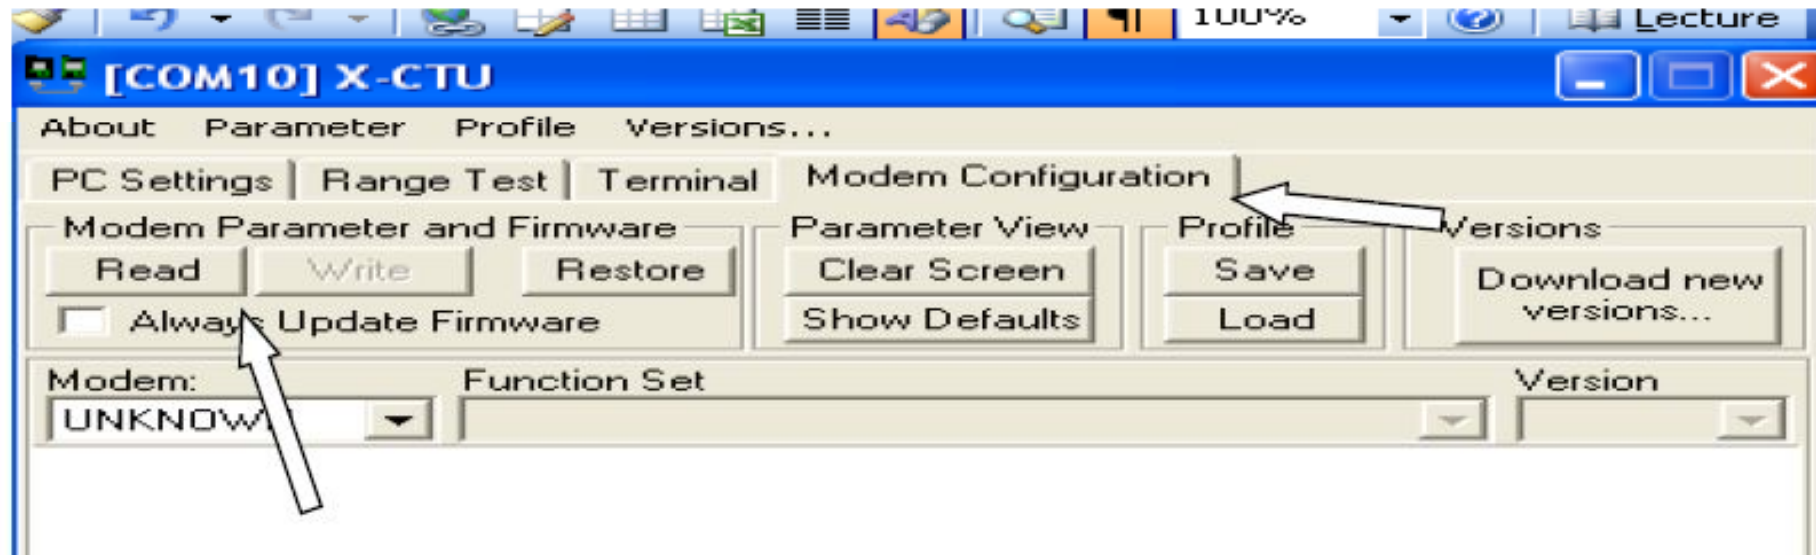 100% Lecture
[COM10] X-CTU
About Parameter Profile Versions...
PC Settings Range Test Terminal Modem Configuration
Modem Parameter and Firmware Parameter View Profile Versions
Read Write Restore Clear Screen Save Download new
versions...
Always Update Firmware Show Defaults Load
Modem: Function Set Version